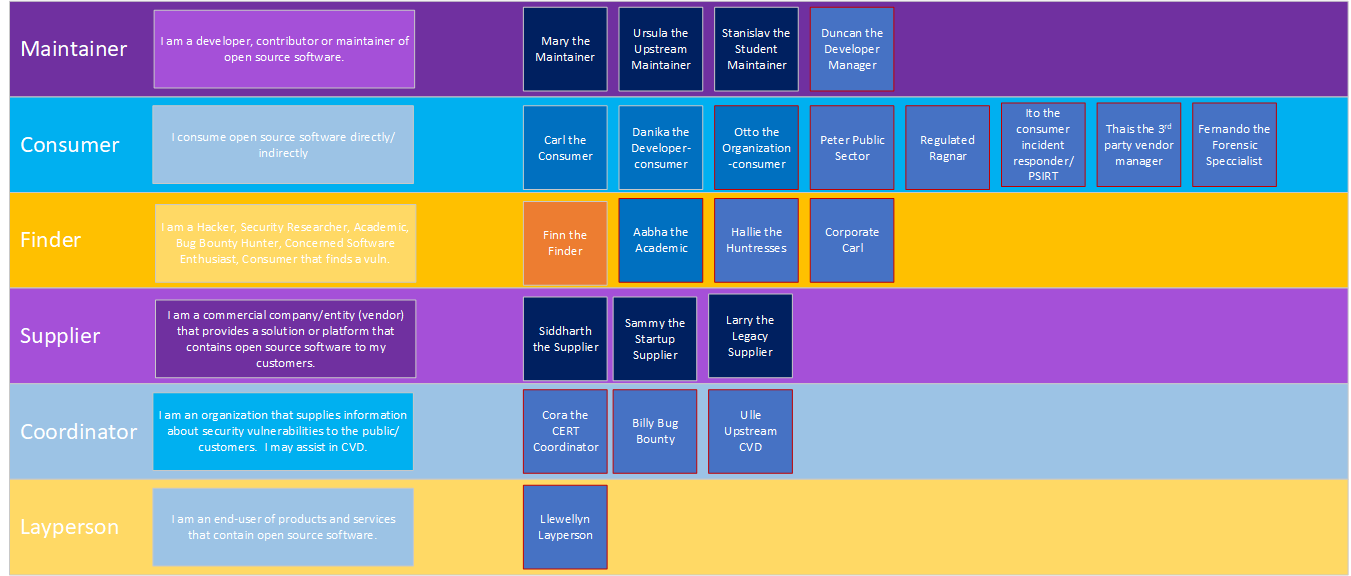 Maintainer
I am a developer, contributor or maintainer of
open source software.
Mary the
Maintainer
Ursula the
Upstream
Maintainer
Stanislav the
Student
Maintainer
Duncan the
Developer
Manager
Consumer
I consume open source software directly/
indirectly
Carl the
Consumer
Danika the
Developer-
consumer
Otto the
Organization
-consumer
Peter Public
Sector
Regulated
Ragnar
Ito the
consumer
incident
responder/
PSIRT
Thais the 3rd
party vendor
manager
Fernando the
Forensic
Speccialist
Finder
I am a Hacker, Security Researcher, Academic,
Bug Bounty Hunter, Concerned Software
Enthusiast, Consumer that finds a vuln.
Finn the
Finder
Aabha the
Academic
Hallie the
Huntresses
Corporate
Carl
Supplier
I am a commercial company/entity (vendor)
that provides a solution or platform that
contains open source software to my
customers.
Siddharth
the Supplier
Sammy the
Startup
Supplier
Larry the
Legacy
Supplier
Coordinator
I am an organization that supplies information
about security vulnerabilities to the public/
customers. I may assist in CVD.
Cora the
CERT
Coordinator
Billy Bug
Bounty
Ulle
Upstream
CVD
Layperson
I am an end-user of products and services
that contain open source software.
Llewellyn
Layperson